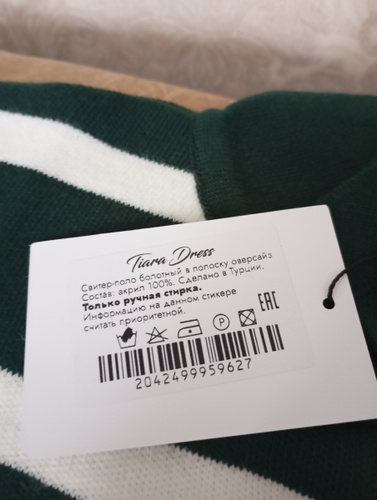 Tiara Dress
Свитер-поло болотный в полоску оверсайз
Состав: акрил 100%. Сделано в Турции.
Только ручная стирка.
Информацию на данном стикере
считать приоритетной.
P
EAC
2042499959627